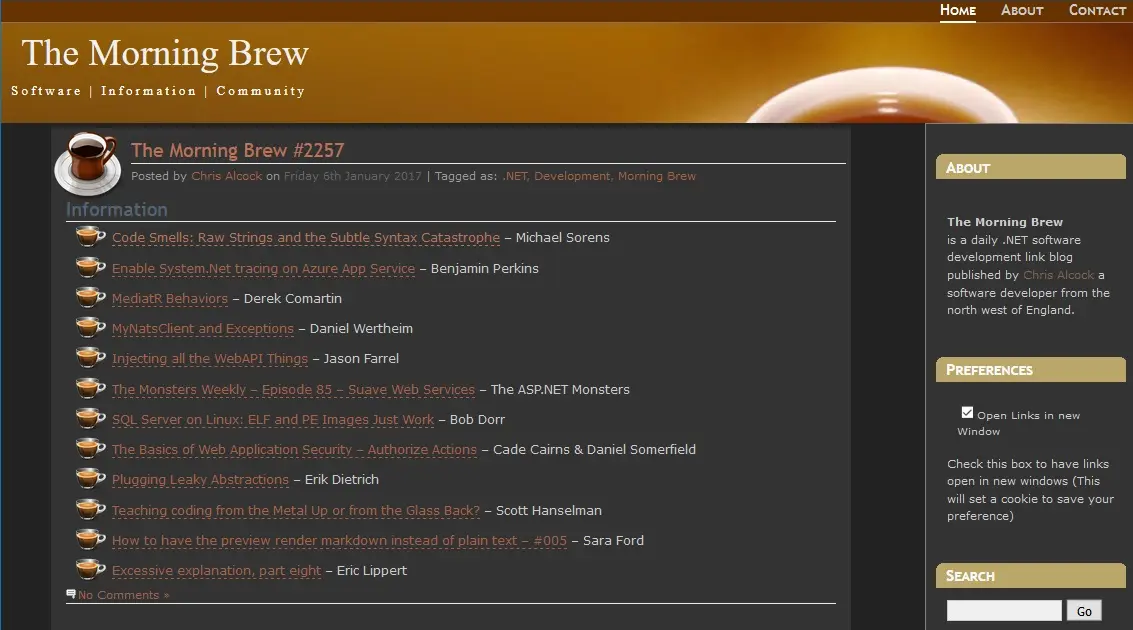 Home About Contact
The Morning Brew
Software | Information | Community
The Morning Brew #2257
Posted by Chris Alcock on Friday 6th January 2017 | Tagged as: .NET, Development, Morning Brew
Information
Code Smells: Raw Strings and the Subtle Syntax Catastrophe – Michael Sorens
Enable System.Net tracing on Azure App Service – Benjamin Perkins
MediatR Behaviors – Derek Comartin
MyNatsClient and Exceptions – Daniel Wertheim
Injecting all the WebAPI Things – Jason Farrel
The Monsters Weekly – Episode 85 – Suave Web Services – The ASP.NET Monsters
SQL Server on Linux: ELF and PE Images Just Work – Bob Dorr
The Basics of Web Application Security – Authorize Actions – Cade Cairns & Daniel Somerfield
Plugging Leaky Abstractions – Erik Dietrich
Teaching coding from the Metal Up or from the Glass Back? – Scott Hanselman
How to have the preview render markdown instead of plain text – #005 – Sara Ford
Excessive explanation, part eight – Eric Lippert
No Comments »
About
The Morning Brew
is a daily .NET software
development link blog
published by Chris Alcock a
software developer from the
north west of England.
Preferences
Open Links in new
Window
Check this box to have links
open in new windows (This
will set a cookie to save your
preference)
Search
Go